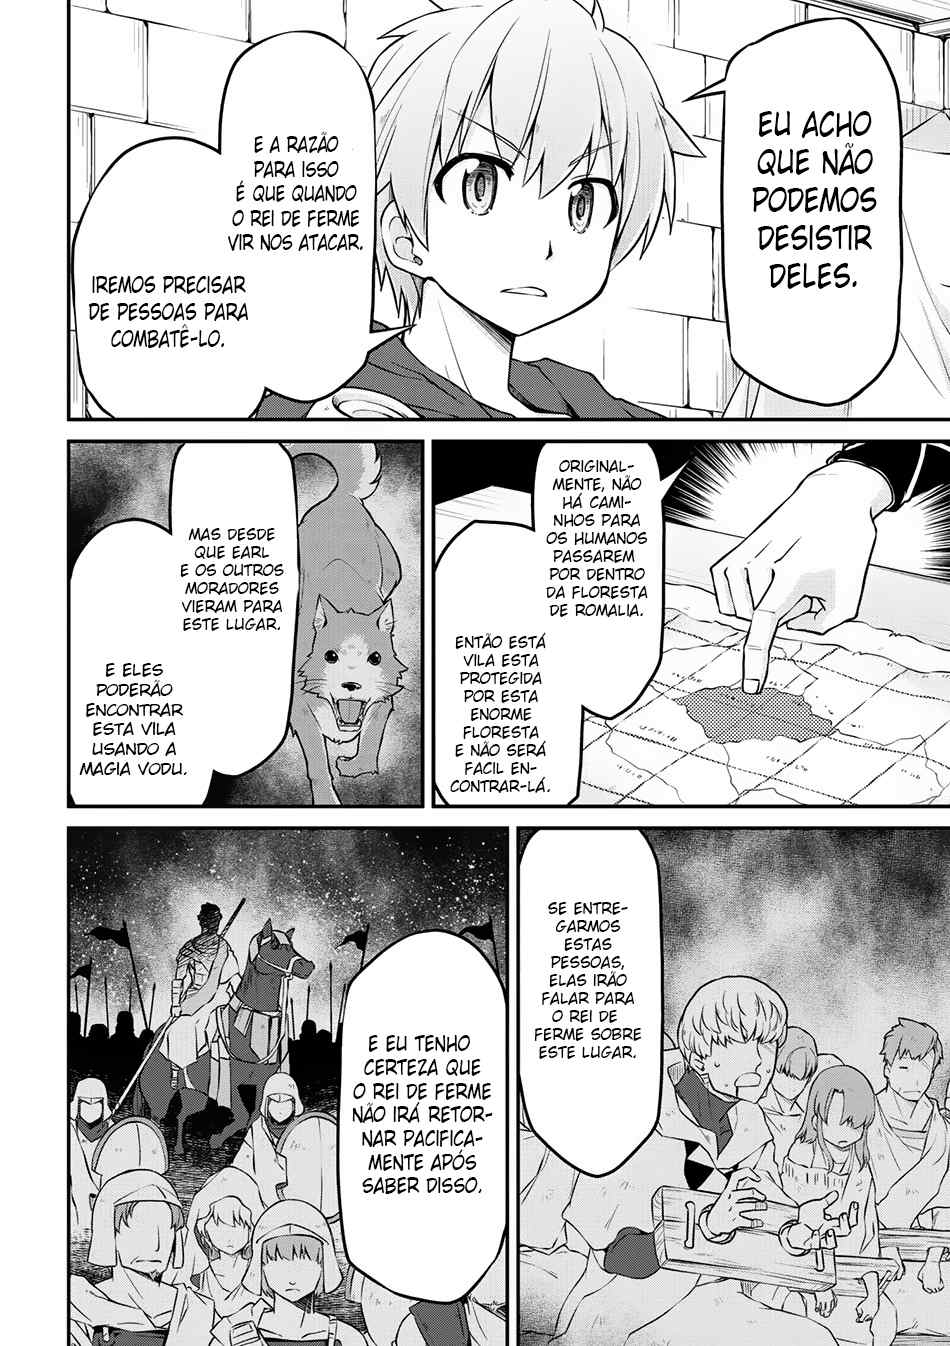 EU ACHO
QUE NÃO
PODEMOS
DESISTIR
DELES.
E A RAZÃO
PARA ISSO
É QUE QUANDO
O REI DE FERME
VIR NOS ATACAR.
IREMOS PRECISAR
DE PESSOAS PARA
COMBATÊ-LO.
ORIGINAL-
MENTE, NÃO
HÁ CAMI-
NHOS PARA
OS HUMANOS
PASSAREM
POR DENTRO
DA FLORESTA
DE ROMALIA.
ENTÃO ESTÁ
VILA ESTA
PROTEGIDA
POR ESTA
ENORME
FLORESTA
E NÃO SERÁ
FACIL EN-
CONTRAR-LÁ.
MAS DESDE
QUE EARL
E OS OUTROS
MORADORES
VIERAM PARA
ESTE LUGAR.
E ELES
PODERÃO
ENCONTRAR
ESTA VILA
USANDO A
MAGIA VODU.
SE ENTRE-
GARMOS
ESTAS
PESSOAS,
ELAS IRÃO
FALAR PARA
O REI DE
FERME SOBRE
ESTE LUGAR.
E EU TENHO
CERTEZA QUE
O REI DE FERME
NÃO IRÁ RETOR-
NAR PACIFICA-
MENTE APÓS
SABER DISSO.